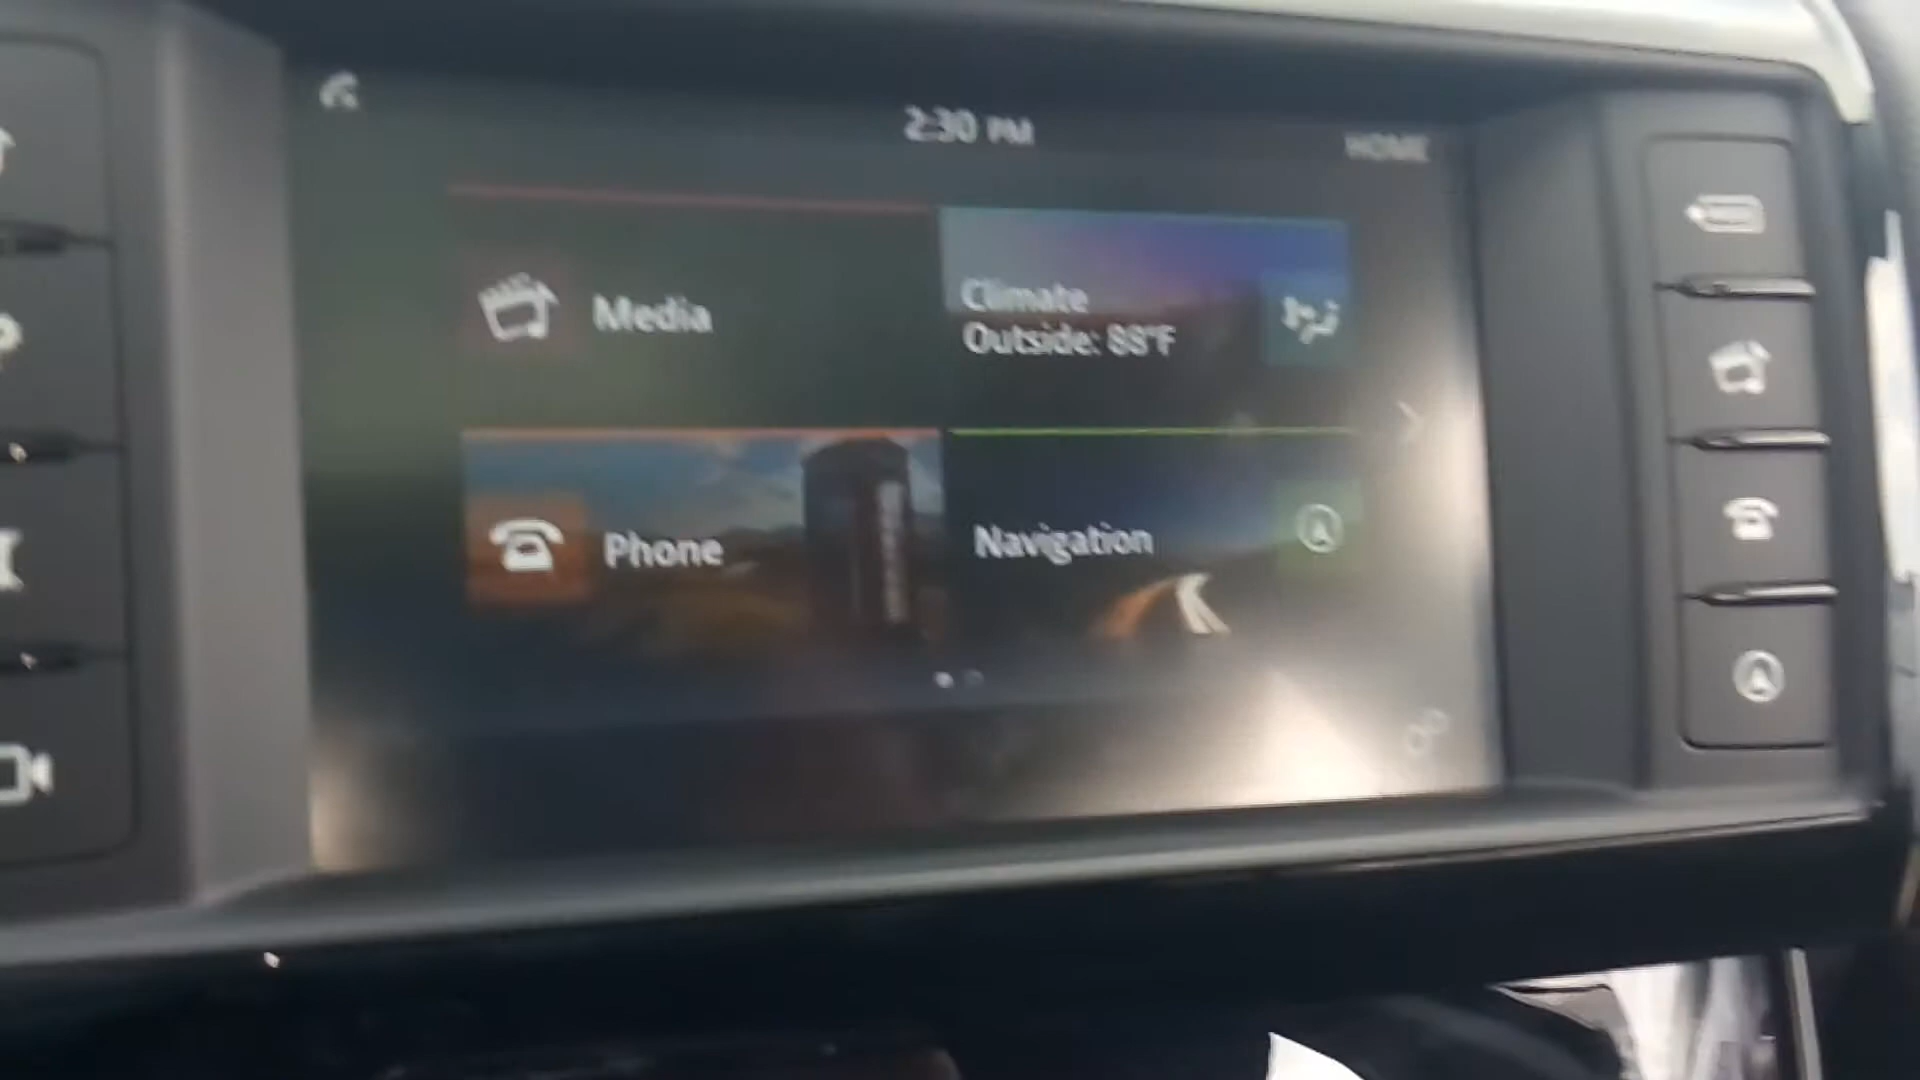 2:30 PM
HOME
Media
Climate
Outside: 88°F
Phone
Navigation